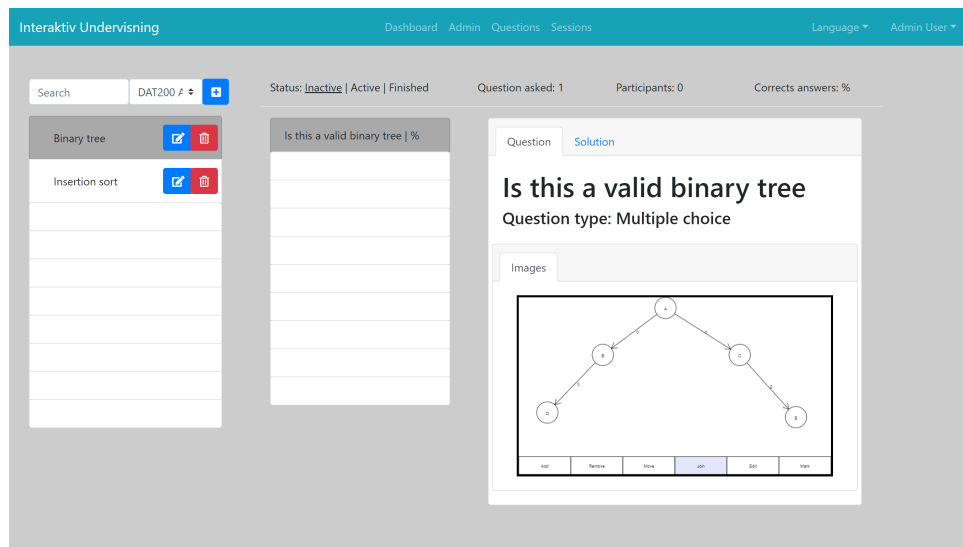 Interaktiv Undervisning Dashboard Admin Questions Sessions Language Admin User
Search DAT200 A Status: Inactive | Active | Finished Question asked: 1 Participants: 0 Corrects answers: %
Binary tree
Insertion sort
Is this a valid binary tree | %
Question Solution
Is this a valid binary tree
Question type: Multiple choice
Images
A
B C
D
Add Remove Move Join Edit Mark